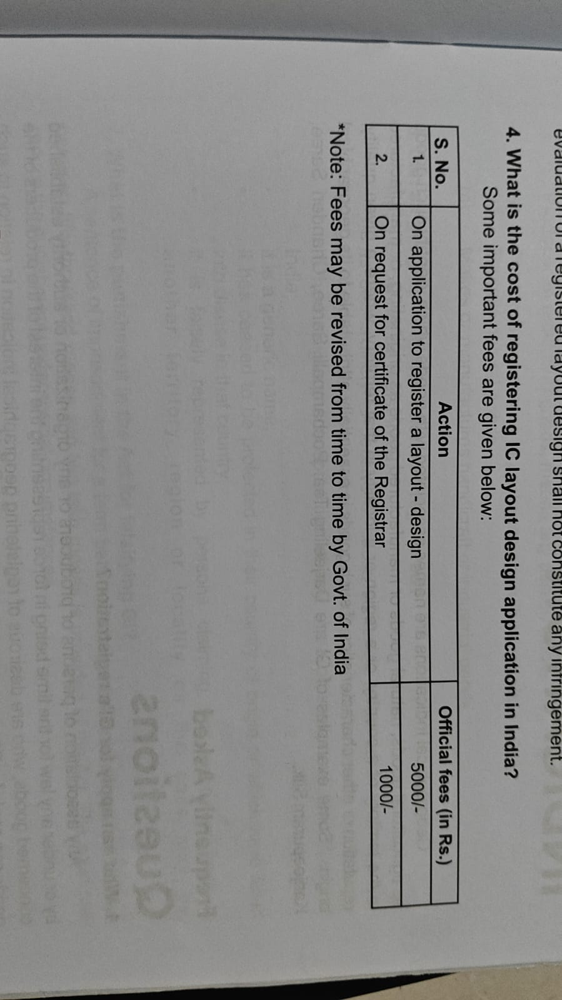 evaluation of a registered layout design shall not constitute any infringement.
4. What is the cost of registering IC layout design application in India?
Some important fees are given below:
S. No. Action Official fees (in Rs.)
1. On application to register a layout - design 5000/-
2. On request for certificate of the Registrar 1000/-
*Note: Fees may be revised from time to time by Govt. of India